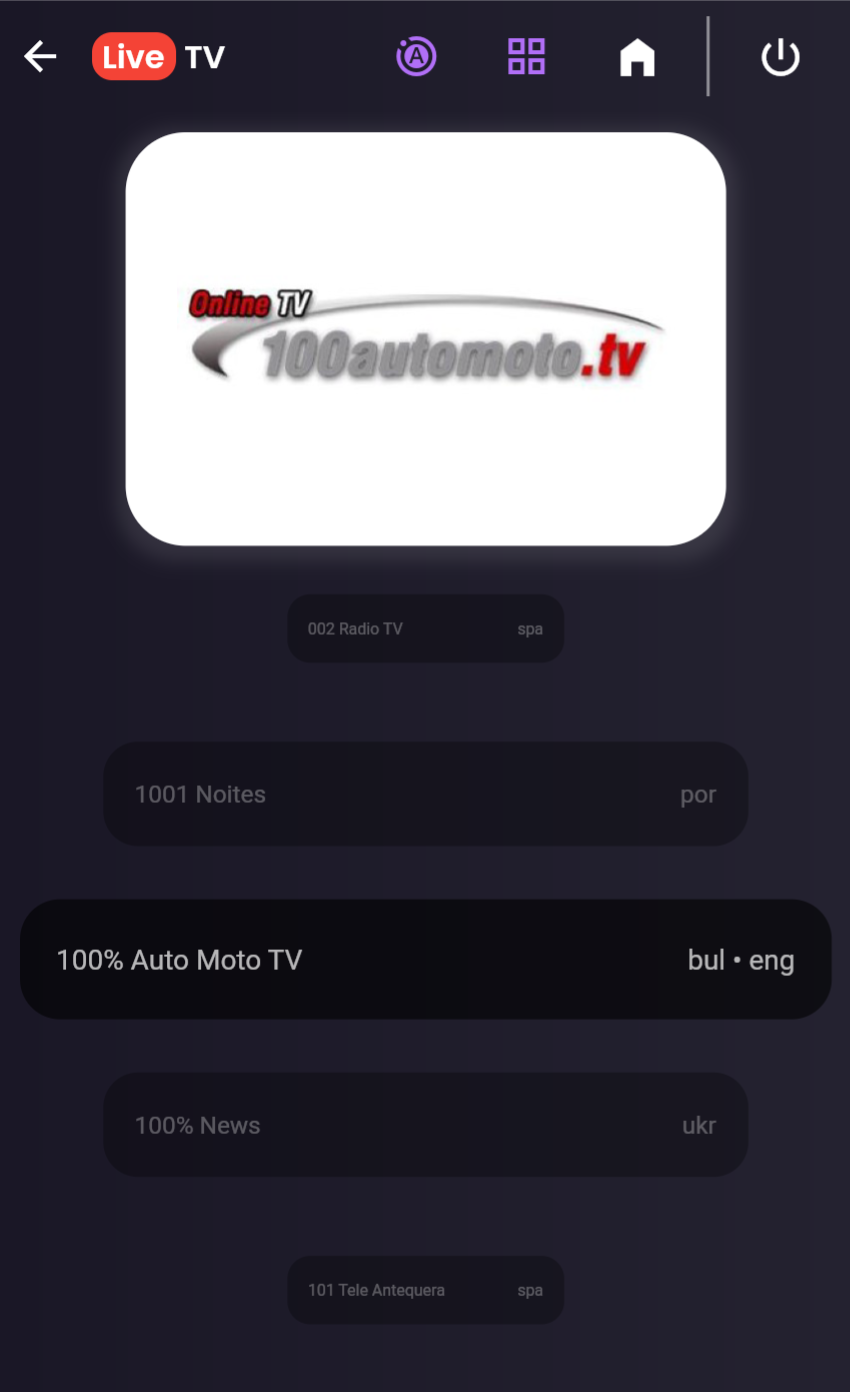 Live TV
A
Online TV
100automoto.tv
002 Radio TV spa
1001 Noites por
100% Auto Moto TV bul • eng
100% News ukr
101 Tele Antequera spa